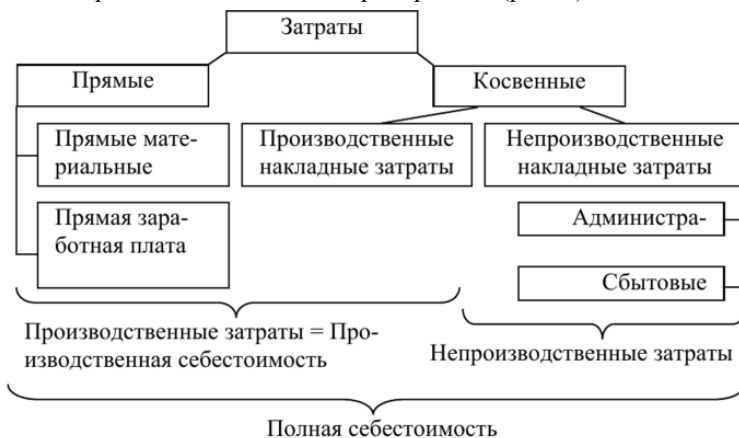 Затраты
Прямые
Косвенные
Прямые мате-
риальные
Производственные
накладные затраты
Непроизводственные
накладные затраты
Прямая зара-
ботная плата
Администра-
Сбытовые
Производственные затраты = Про-
изводственная себестоимость
Непроизводственные затраты
Полная себестоимость